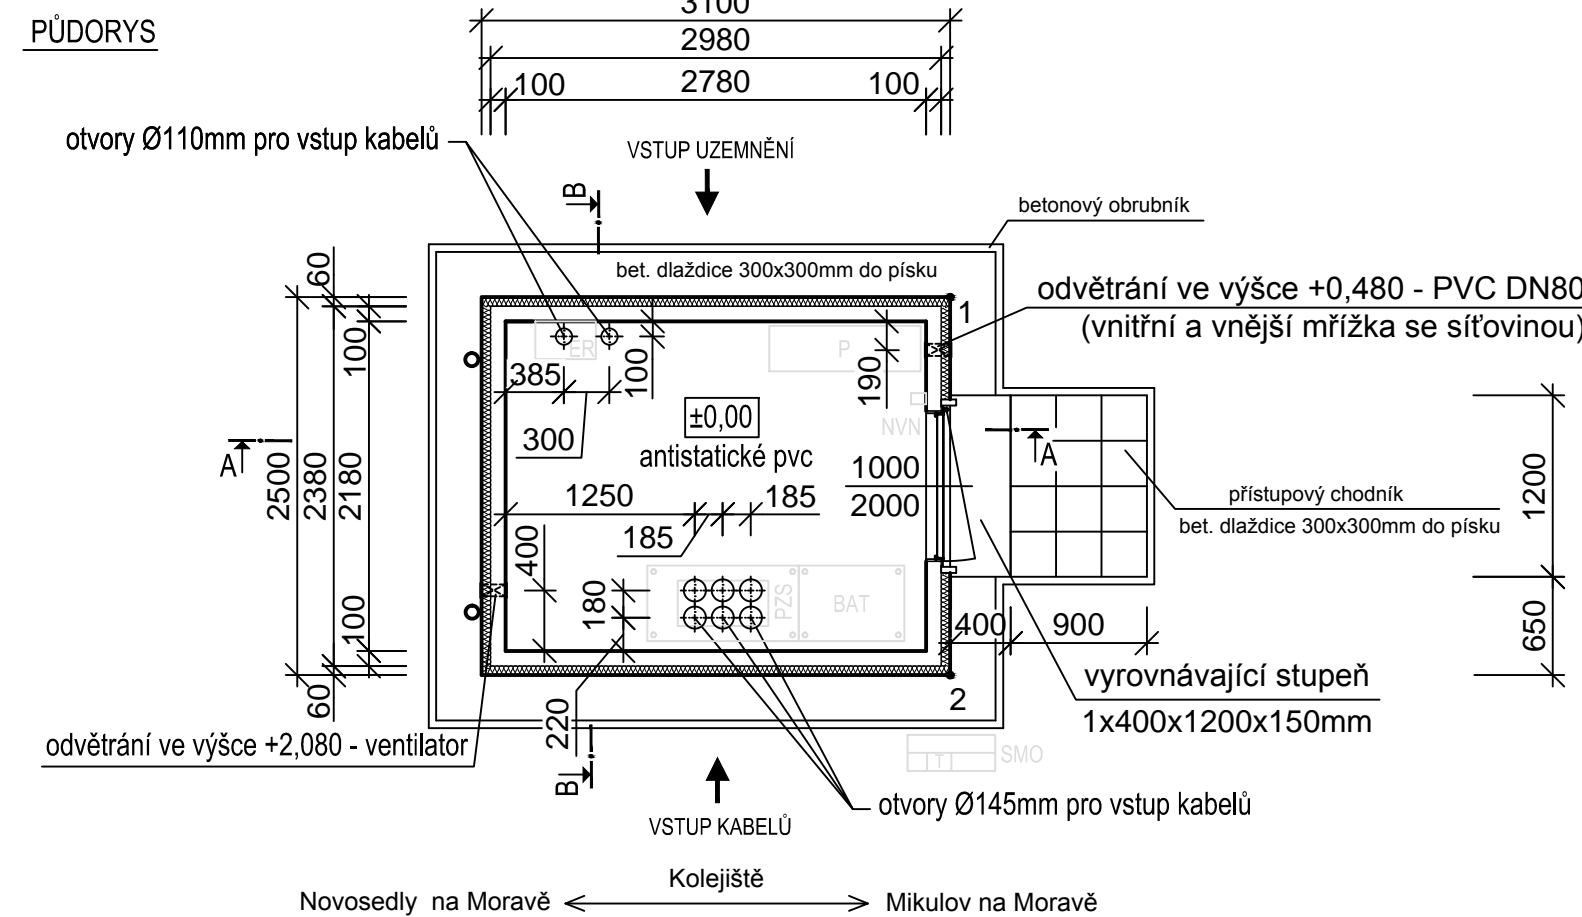 PŮDORYS
3100
2980
100 2780 100
otvory Ø110mm pro vstup kabelů
VSTUP UZEMNĚNÍ
B
betonový obrubník
bet. dlaždice 300x300mm do písku
60
odvětrání ve výšce +0,480 - PVC DN80
(vnitřní a vnější mřížka se síťovinou)
1
100
ER
P
385
100
190
300
±0,00
NVN
antistatické pvc
A
A
1000
2000
2500
2380
2180
1250
185
185
1200
přístupový chodník
bet. dlaždice 300x300mm do písku
400
180
PZS
BAT
100
400
900
650
60
220
2
vyrovnávající stupeň
1x400x1200x150mm
odvětrání ve výšce +2,080 - ventilator
B
SMO
T
otvory Ø145mm pro vstup kabelů
VSTUP KABELŮ
Kolejiště
Novosedly na Moravě
Mikulov na Moravě